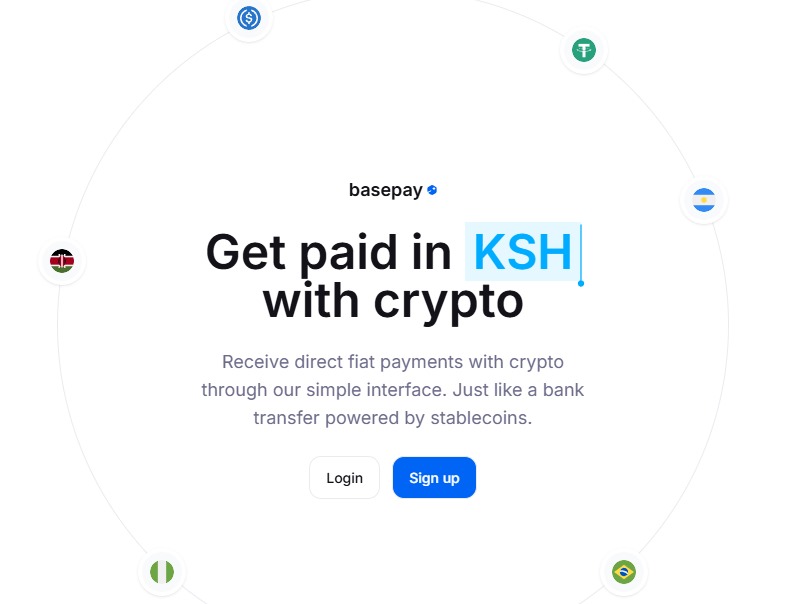 basepay
Get paid in KSH
with crypto
Receive direct fiat payments with crypto
through our simple interface. Just like a bank
transfer powered by stablecoins.
Login
Sign up